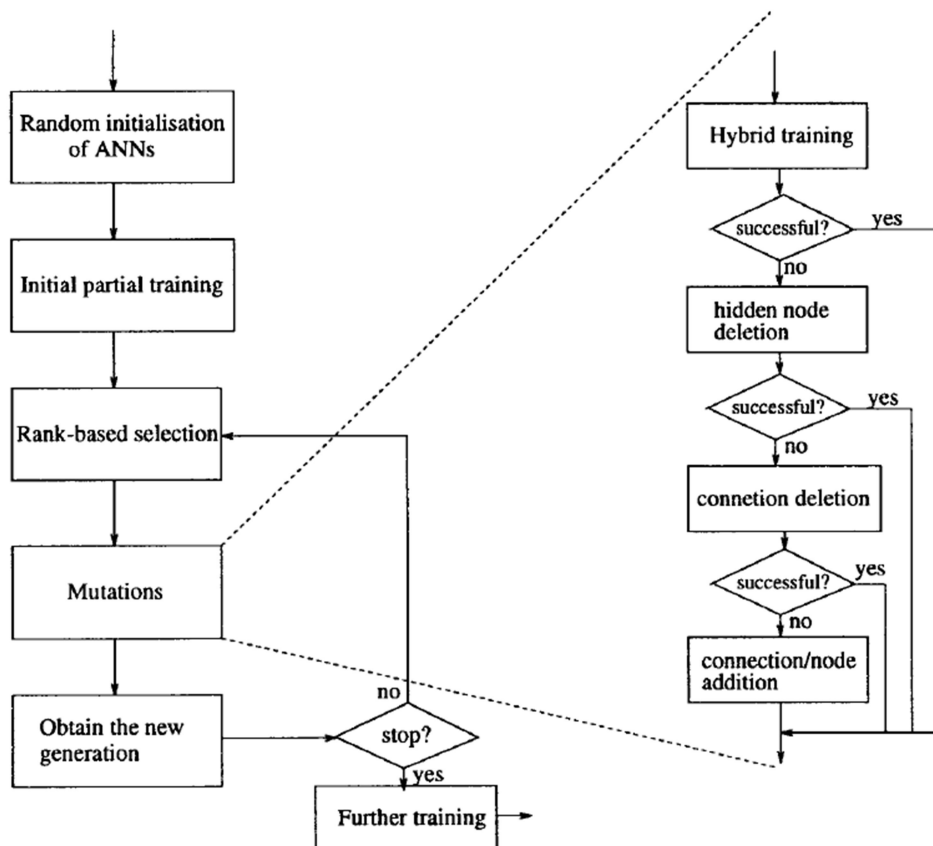 Random initialisation
of ANNs
Initial partial training
Rank-based selection
Mutations
Obtain the new
generation
no
stop?
yes
Further training
Hybrid training
successful?
yes
no
hidden node
deletion
successful?
yes
no
connetion deletion
successful?
yes
no
connection/node
addition